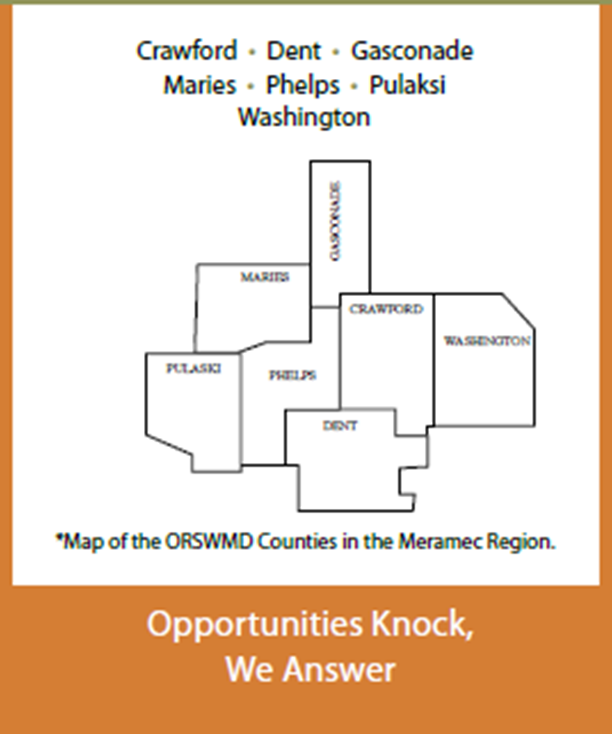 Crawford • Dent • Gasconade
Maries • Phelps • Pulaksi
Washington
GASCONADE
MARIES
CRAWFORD
WASHINGTON
PULASKI
PHELPS
DENT
*Map of the ORSWMD Counties in the Meramec Region.
Opportunities Knock,
We Answer